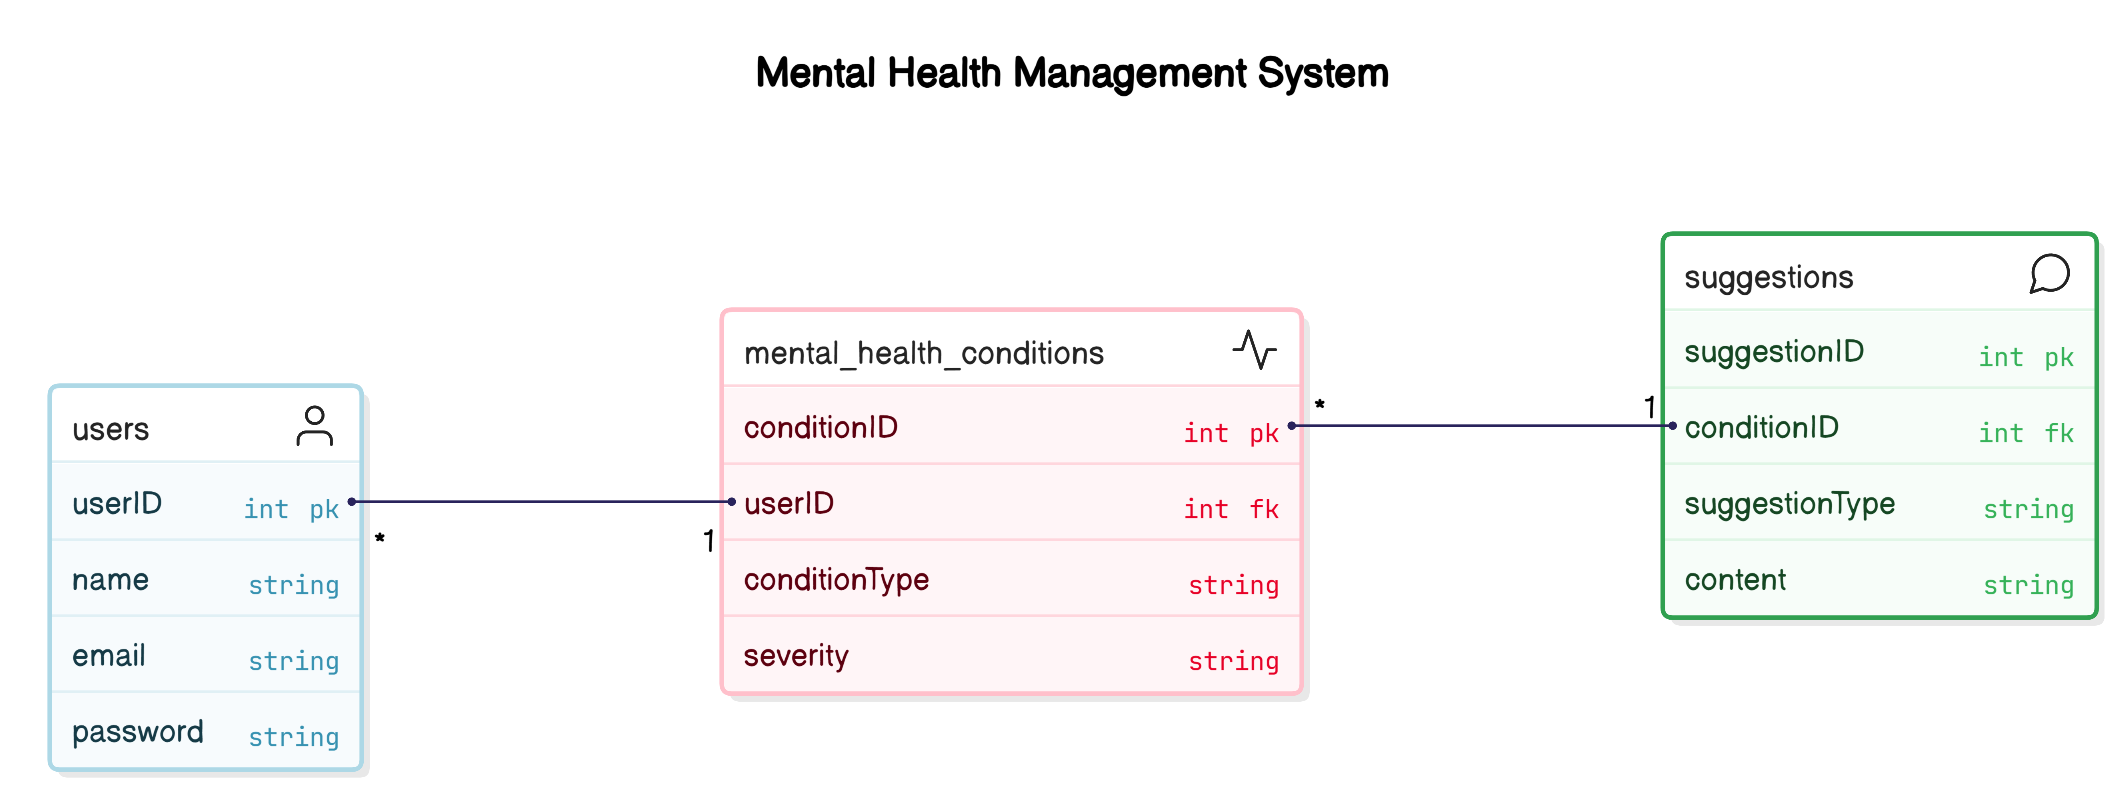 Mental Health Management System
users
userID int pk
name string
email string
password string
* 1
mental_health_conditions
conditionID int pk
userID int fk
conditionType string
severity string
* 1
suggestions
suggestionID int pk
conditionID int fk
suggestionType string
content string